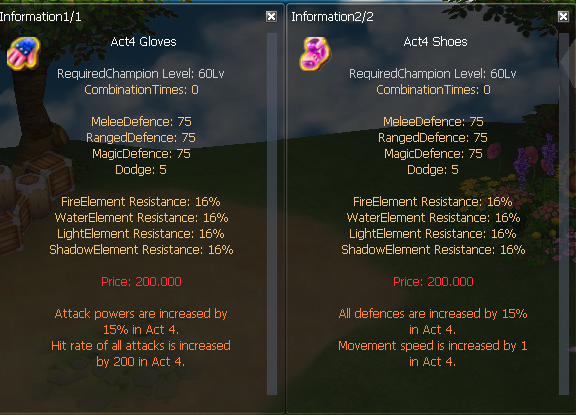 Information1/1
Act4 Gloves
RequiredChampion Level: 60Lv
CombinationTimes: 0
MeleeDefence: 75
RangedDefence: 75
MagicDefence: 75
Dodge: 5
FireElement Resistance: 16%
WaterElement Resistance: 16%
LightElement Resistance: 16%
ShadowElement Resistance: 16%
Price: 200.000
Attack powers are increased by
15% in Act 4.
Hit rate of all attacks is increased
by 200 in Act 4.
Information2/2
Act4 Shoes
RequiredChampion Level: 60Lv
CombinationTimes: 0
MeleeDefence: 75
RangedDefence: 75
MagicDefence: 75
Dodge: 5
FireElement Resistance: 16%
WaterElement Resistance: 16%
LightElement Resistance: 16%
ShadowElement Resistance: 16%
Price: 200.000
All defences are increased by 15%
in Act 4.
Movement speed is increased by 1
in Act 4.